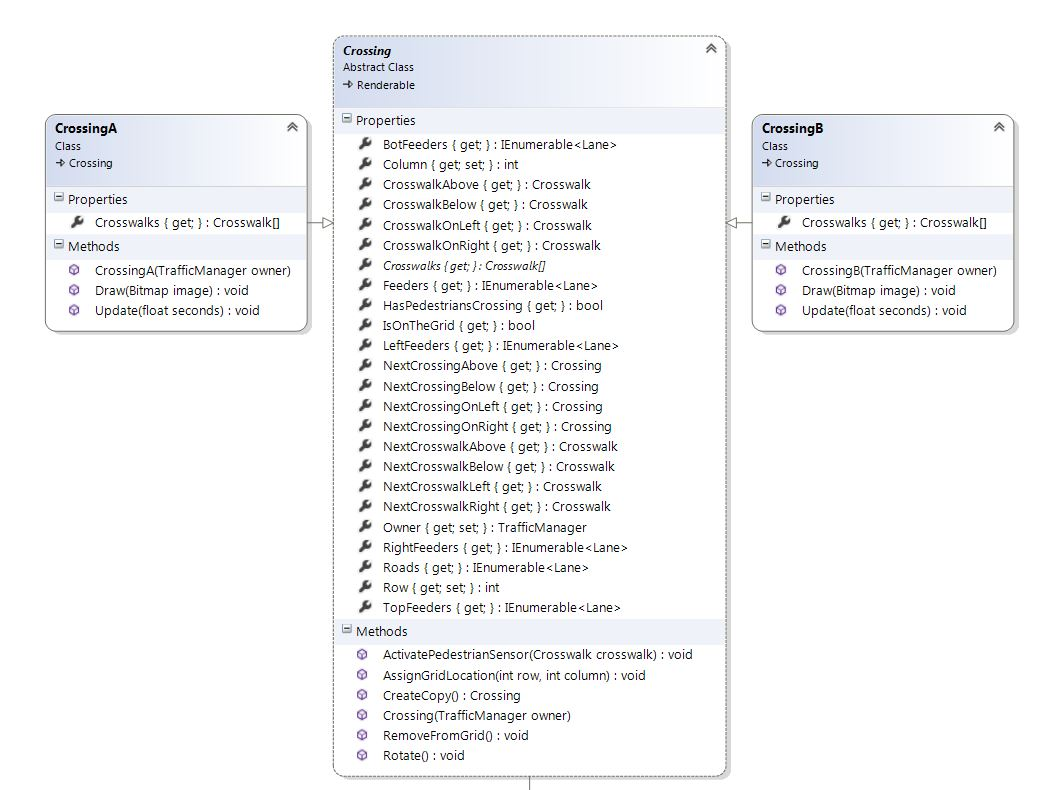 CrossingA
Class
Crossing
Properties
Crosswalks { get; } : Crosswalk[]
Methods
CrossingA(TrafficManager owner)
Draw(Bitmap image) : void
Update(float seconds) : void
Crossing
Abstract Class
Renderable
Properties
BotFeeders { get; } : IEnumerable<Lane>
Column { get; set; } : int
CrosswalkAbove { get; } : Crosswalk
CrosswalkBelow { get; } : Crosswalk
CrosswalkOnLeft { get; } : Crosswalk
CrosswalkOnRight { get; } : Crosswalk
Crosswalks { get; } : Crosswalk[]
Feeders { get; } : IEnumerable<Lane>
HasPedestriansCrossing { get; } : bool
IsOnTheGrid { get; } : bool
LeftFeeders { get; } : IEnumerable<Lane>
NextCrossingAbove { get; } : Crossing
NextCrossingBelow { get; } : Crossing
NextCrossingOnLeft { get; } : Crossing
NextCrossingOnRight { get; } : Crossing
NextCrosswalkAbove { get; } : Crosswalk
NextCrosswalkBelow { get; } : Crosswalk
NextCrosswalkLeft { get; } : Crosswalk
NextCrosswalkRight { get; } : Crosswalk
Owner { get; set; } : TrafficManager
RightFeeders { get; } : IEnumerable<Lane>
Roads { get; } : IEnumerable<Lane>
Row { get; set; } : int
TopFeeders { get; } : IEnumerable<Lane>
Methods
ActivatePedestrianSensor(Crosswalk crosswalk) : void
AssignGridLocation(int row, int column) : void
CreateCopy() : Crossing
Crossing(TrafficManager owner)
RemoveFromGrid() : void
Rotate() : void
CrossingB
Class
Crossing
Properties
Crosswalks { get; } : Crosswalk[]
Methods
CrossingB(TrafficManager owner)
Draw(Bitmap image) : void
Update(float seconds) : void